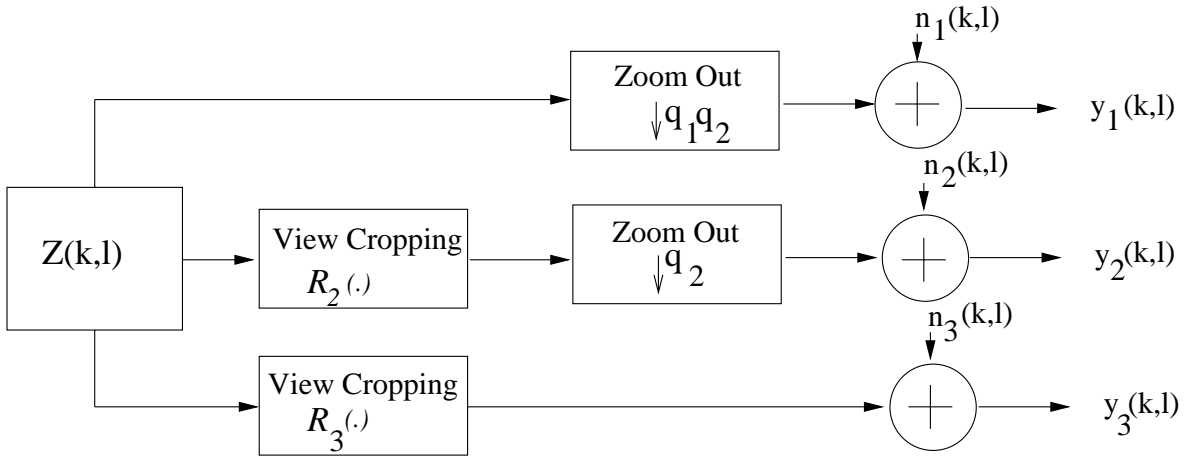 n1(k,l)
Zoom Out
↓q1q2
y1(k,l)
n2(k,l)
Z(k,l)
View Cropping
R2(.)
Zoom Out
↓q2
y2(k,l)
n3(k,l)
View Cropping
R3(.)
y3(k,l)